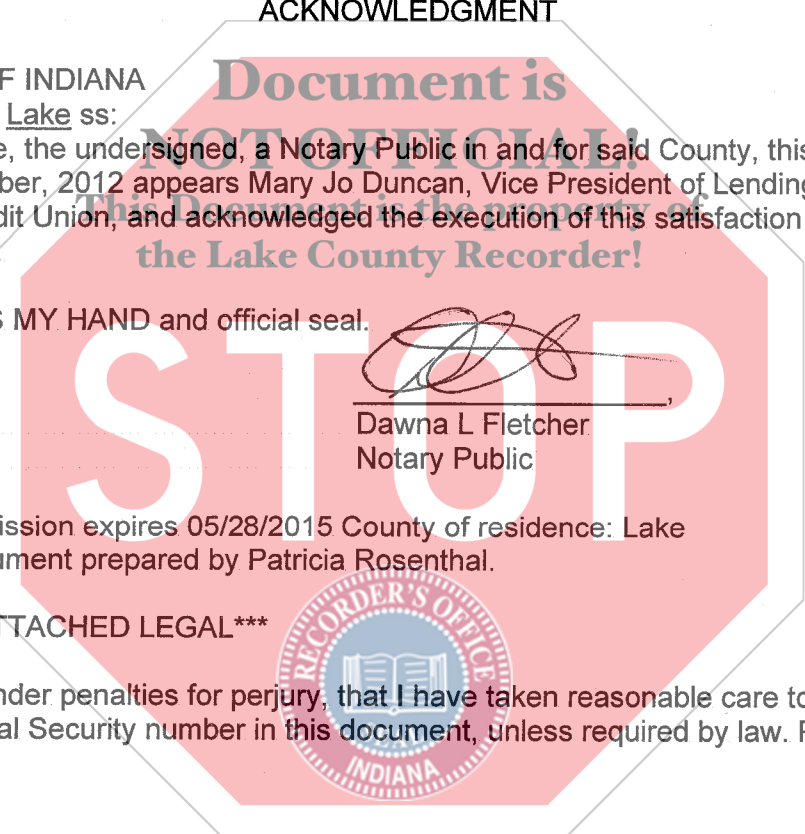 ACKNOWLEDGMENT
F INDIANA
Lake ss:
e, the undersigned, a Notary Public in and for said County, this
ber, 2012 appears Mary Jo Duncan, Vice President of Lending
dit Union, and acknowledged the execution of this satisfaction
Document is
NOT OFFICIAL!
This Document is the property of
the Lake County Recorder!
S MY HAND and official seal.
STOP
Dawna L Fletcher
Notary Public
ission expires 05/28/2015 County of residence: Lake
ument prepared by Patricia Rosenthal.
TTACHED LEGAL***
RECORDER'S OFFICE
SEAL
INDIANA
nder penalties for perjury, that I have taken reasonable care to
al Security number in this document, unless required by law. P